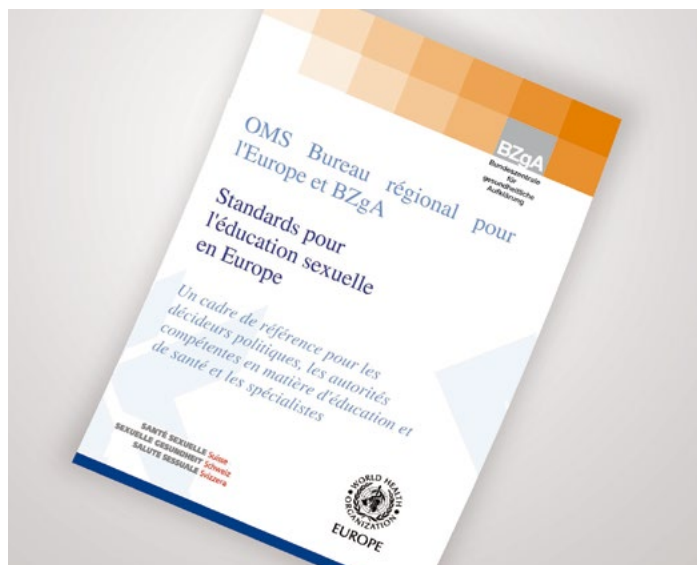 BZgA
Bundeszentrale
für
gesundheitliche
Aufklärung
OMS Bureau régional pour
l'Europe et BZgA
Standards pour
l'éducation sexuelle
en Europe
Un cadre de référence pour les
décideurs politiques, les autorités
compétentes en matière d'éducation et
de santé et les spécialistes
SANTÉ SEXUELLE Suisse
SEXUELLE GESUNDHEIT Schweiz
SALUTE SESSUALE Svizzera
WORLD HEALTH
ORGANIZATION
EUROPE